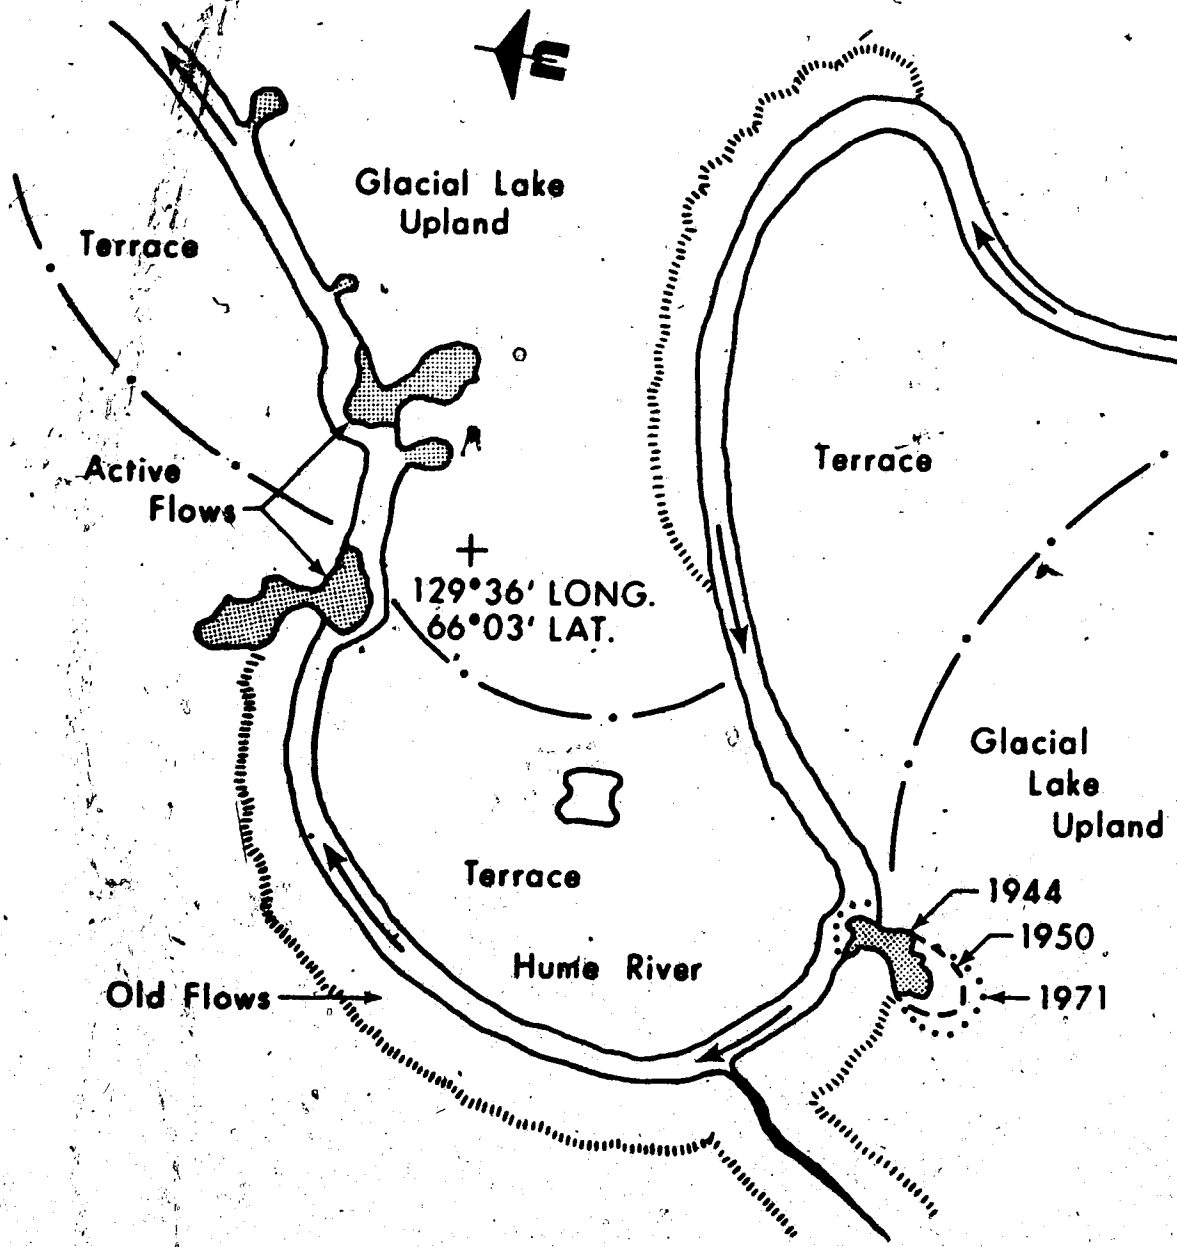 n
Glacial Lake
Upland
Terrace
Terrace
Active
Flows
129°36' LONG.
66°03' LAT.
Glacial
Lake
Upland
Terrace
1944
1950
Hume River
Old Flows
1971